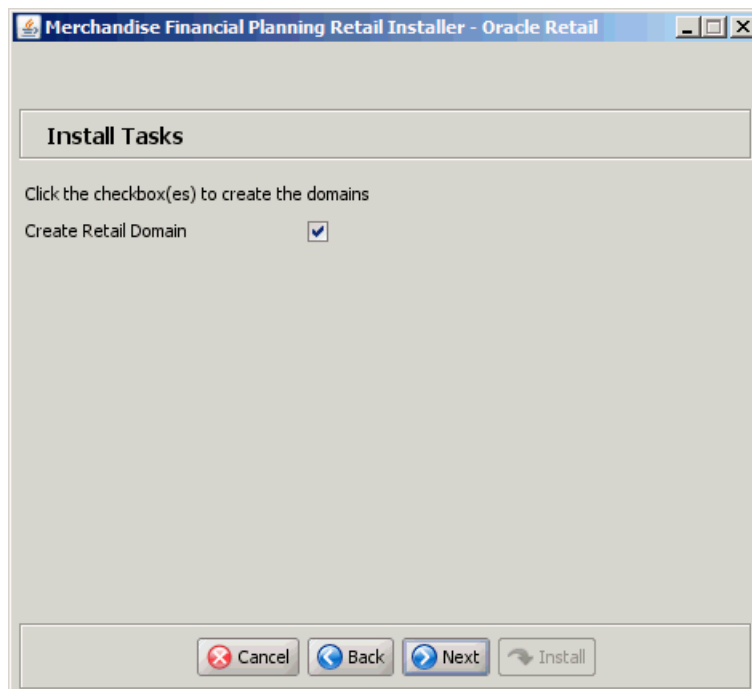 Merchandise Financial Planning Retail Installer - Oracle Retail
Install Tasks
Click the checkbox(es) to create the domains
Create Retail Domain
Cancel Back Next Install